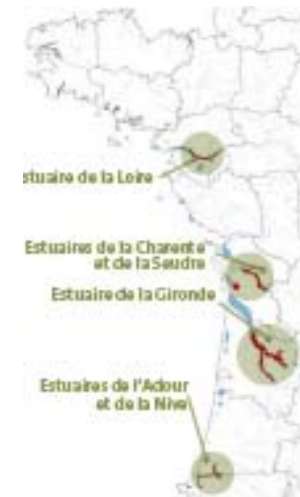 stuaire de la Loire
Estuaires de la Charente
et de la Seudre
Estuaire de la Gironde
Estuaires de l'Adour
et de la Nive